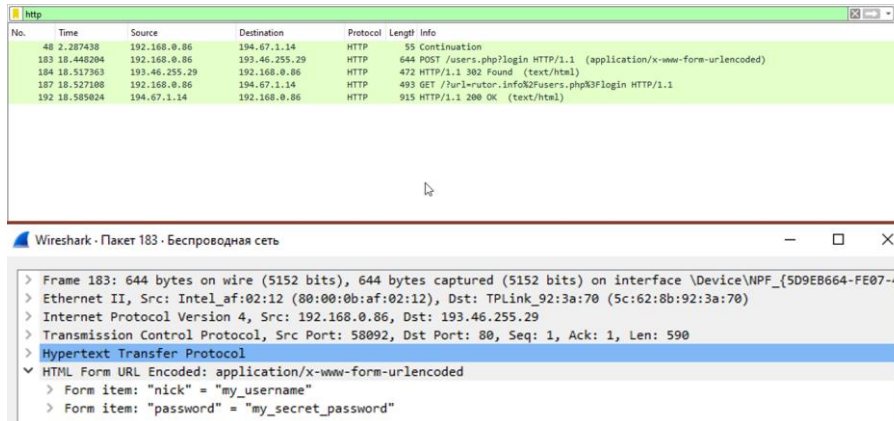 http
No. Time Source Destination Protocol Length Info
48 2.287438 192.168.0.86 194.67.1.14 HTTP 55 Continuation
183 18.448204 192.168.0.86 193.46.255.29 HTTP 644 POST /users.php?login HTTP/1.1 (application/x-www-form-urlencoded)
184 18.517363 193.46.255.29 192.168.0.86 HTTP 472 HTTP/1.1 302 Found (text/html)
187 18.527108 192.168.0.86 194.67.1.14 HTTP 493 GET /?url=rutor.info%2Fusers.php%3Flogin HTTP/1.1
192 18.585024 194.67.1.14 192.168.0.86 HTTP 915 HTTP/1.1 200 OK (text/html)
Wireshark · Пакет 183 · Беспроводная сеть
Frame 183: 644 bytes on wire (5152 bits), 644 bytes captured (5152 bits) on interface \Device\NPF_{5D9EB664-FE07-4
Ethernet II, Src: Intel_af:02:12 (80:00:0b:af:02:12), Dst: TPLink_92:3a:70 (5c:62:8b:92:3a:70)
Internet Protocol Version 4, Src: 192.168.0.86, Dst: 193.46.255.29
Transmission Control Protocol, Src Port: 58092, Dst Port: 80, Seq: 1, Ack: 1, Len: 590
Hypertext Transfer Protocol
HTML Form URL Encoded: application/x-www-form-urlencoded
Form item: "nick" = "my_username"
Form item: "password" = "my_secret_password"